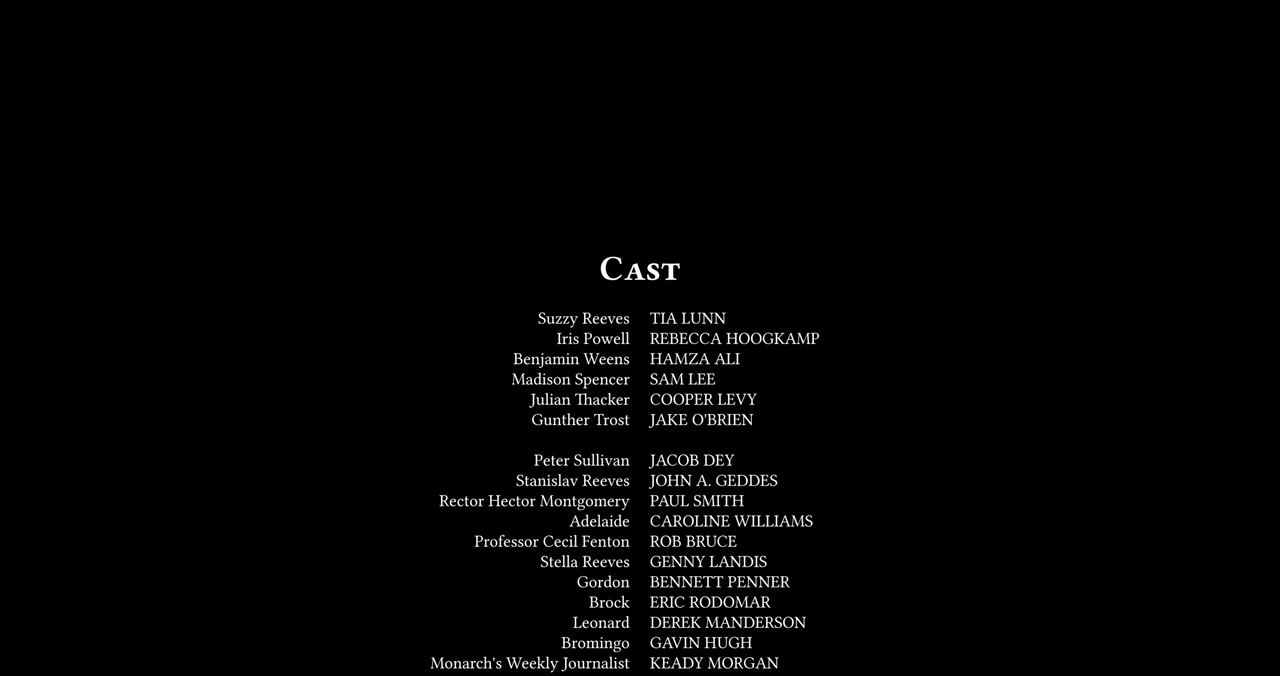 Cast
Suzzy Reeves TIA LUNN
Iris Powell REBECCA HOOGKAMP
Benjamin Weens HAMZA ALI
Madison Spencer SAM LEE
Julian Thacker COOPER LEVY
Gunther Trost JAKE O'BRIEN
Peter Sullivan JACOB DEY
Stanislav Reeves JOHN A. GEDDES
Rector Hector Montgomery PAUL SMITH
Adelaide CAROLINE WILLIAMS
Professor Cecil Fenton ROB BRUCE
Stella Reeves GENNY LANDIS
Gordon BENNETT PENNER
Brock ERIC RODOMAR
Leonard DEREK MANDERSON
Bromingo GAVIN HUGH
Monarch's Weekly Journalist KEADY MORGAN